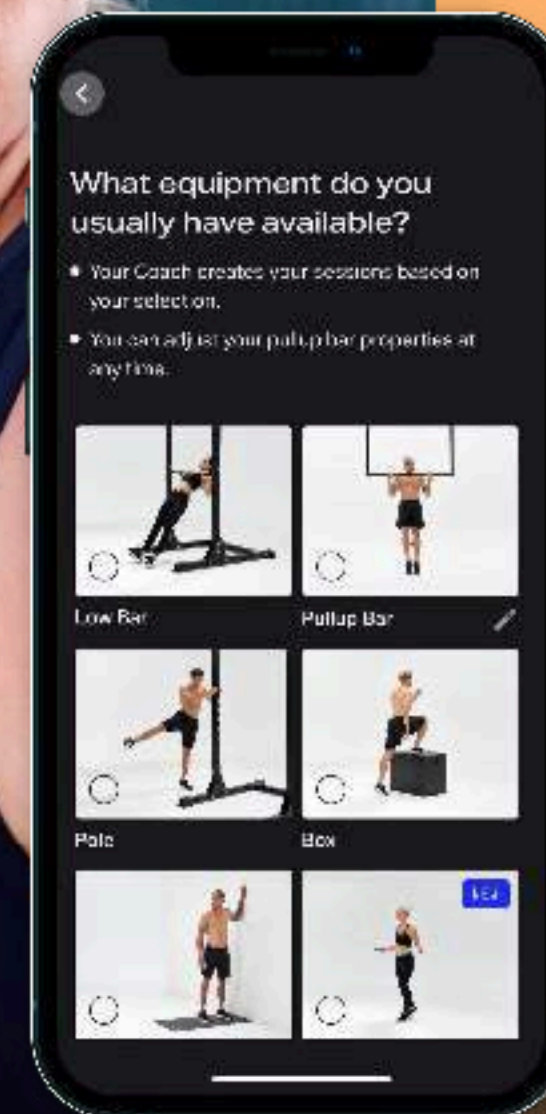 What equipment do you
usually have available?
Your Coach creates your sessions based on
your selection.
You can adjust your pullup bar properties at
any time.
Low Bar
Pullup Bar
Pole
Box
NEW